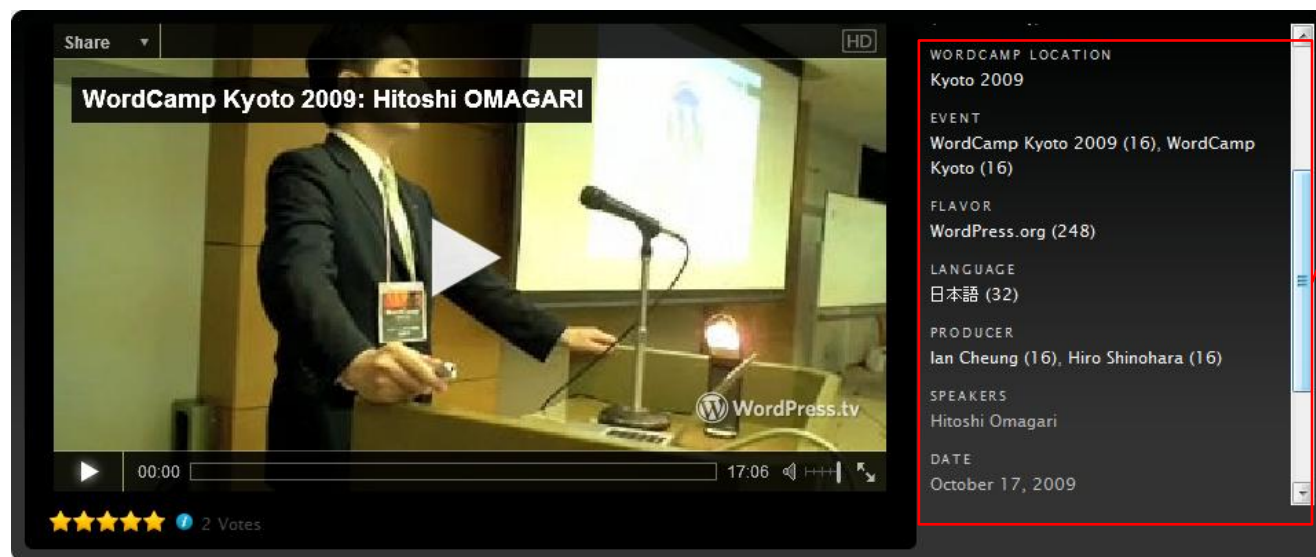 Share
HD
WordCamp Kyoto 2009: Hitoshi OMAGARI
WordPress.tv
00:00
17:06
2 Votes
WORDCAMP LOCATION
Kyoto 2009
EVENT
WordCamp Kyoto 2009 (16), WordCamp
Kyoto (16)
FLAVOR
WordPress.org (248)
LANGUAGE
日本語 (32)
PRODUCER
Ian Cheung (16), Hiro Shinohara (16)
SPEAKERS
Hitoshi Omagari
DATE
October 17, 2009